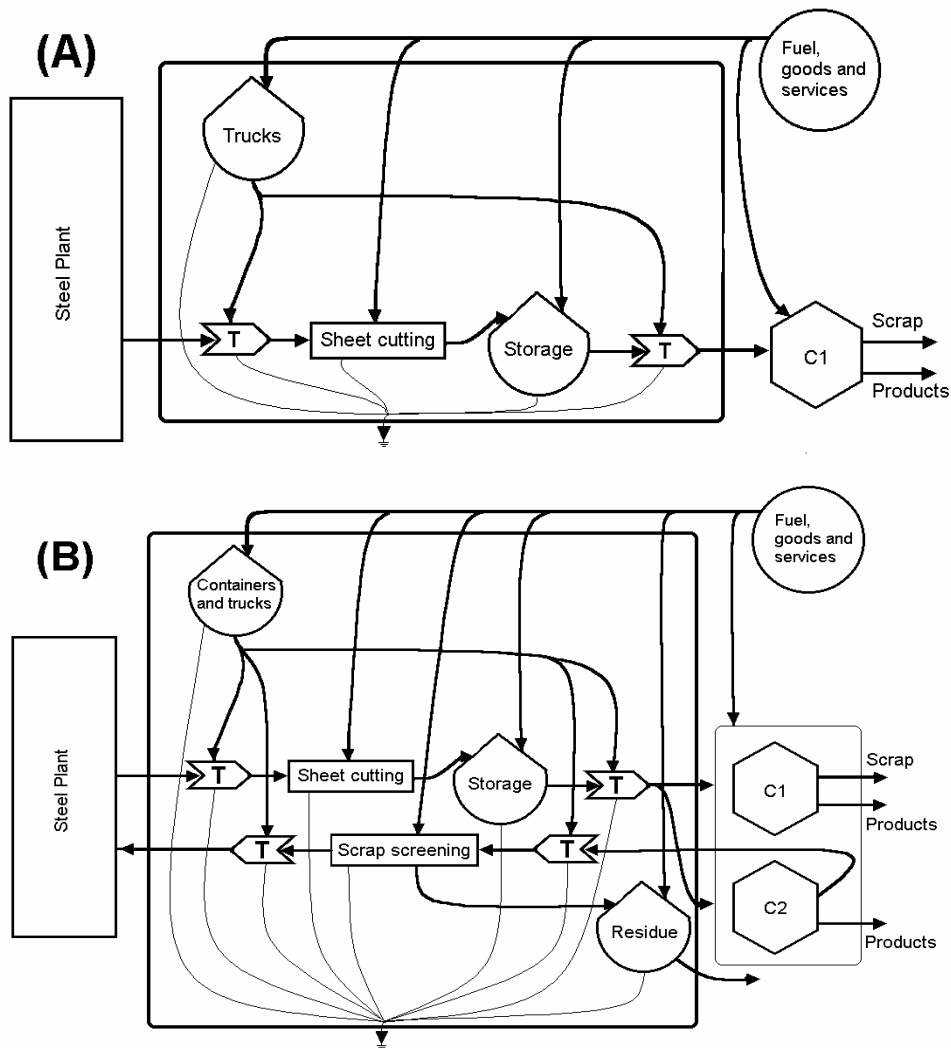 (A)
Fuel,
goods and
services
Trucks
Steel Plant
T
Sheet cutting
Storage
T
C1
Scrap
Products
(B)
Fuel,
goods and
services
Containers
and trucks
Steel Plant
T
Sheet cutting
Storage
T
C1
Scrap
Products
T
Scrap screening
T
C2
Products
Residue